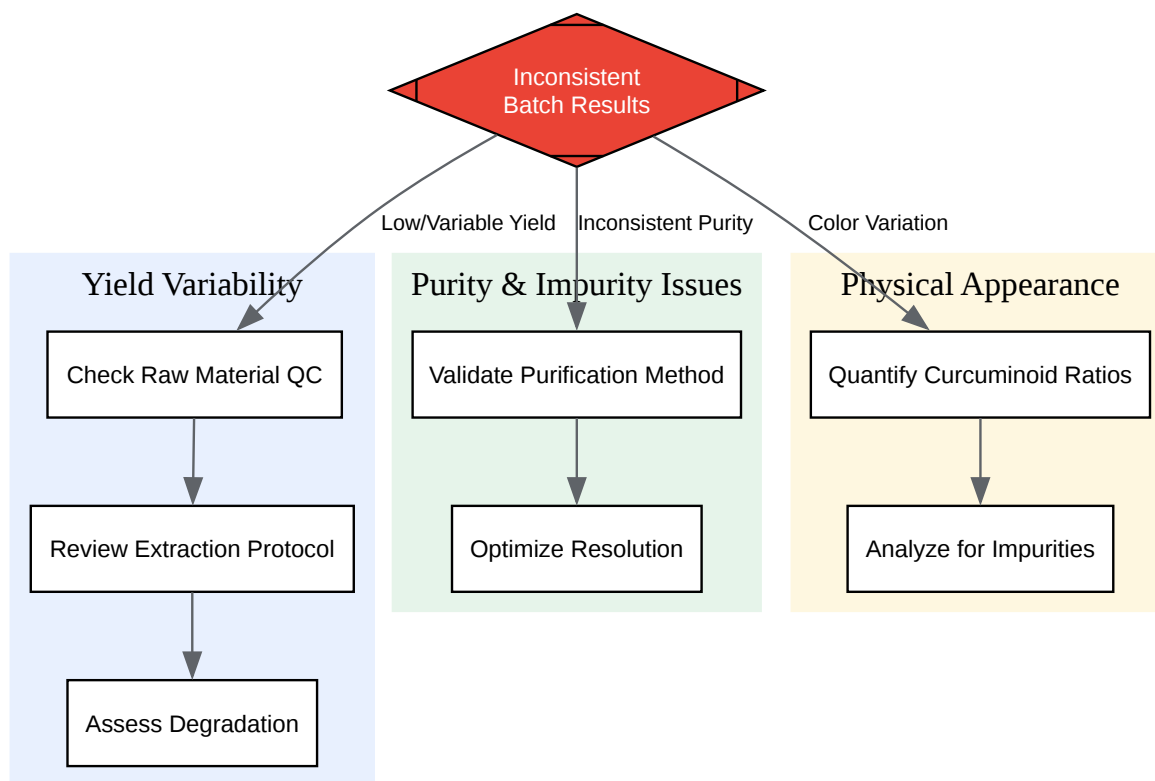 Inconsistent
Batch Results
Low/Variable Yield
Inconsistent Purity
Color Variation
Yield Variability
Purity & Impurity Issues
Physical Appearance
Check Raw Material QC
Validate Purification Method
Quantify Curcuminoid Ratios
Review Extraction Protocol
Optimize Resolution
Analyze for Impurities
Assess Degradation